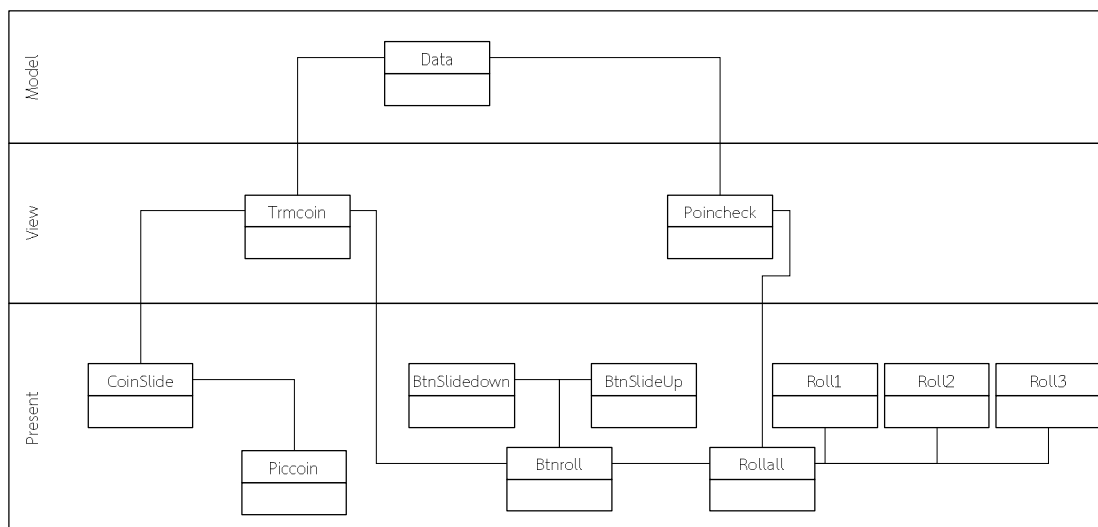 Model
Data
View
Trmcoin
Poincheck
Present
CoinSlide
BtnSlidedown
BtnSlideUp
Roll1
Roll2
Roll3
Piccoin
Btnroll
Rollall